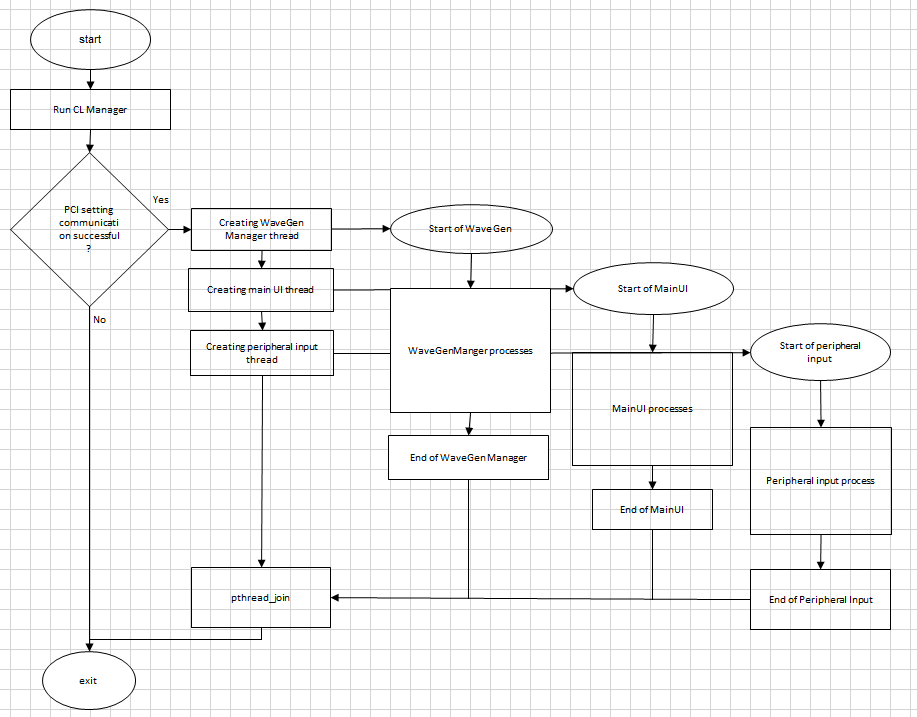 start
Run CL Manager
PCI setting
communicati
on successful
?
Yes
No
Creating WaveGen
Manager thread
Start of WaveGen
Creating main UI thread
Start of MainUI
Creating peripheral input
thread
WaveGenManger processes
Start of peripheral
input
MainUI processes
End of WaveGen Manager
Peripheral input process
End of MainUI
pthread_join
End of Peripheral Input
exit